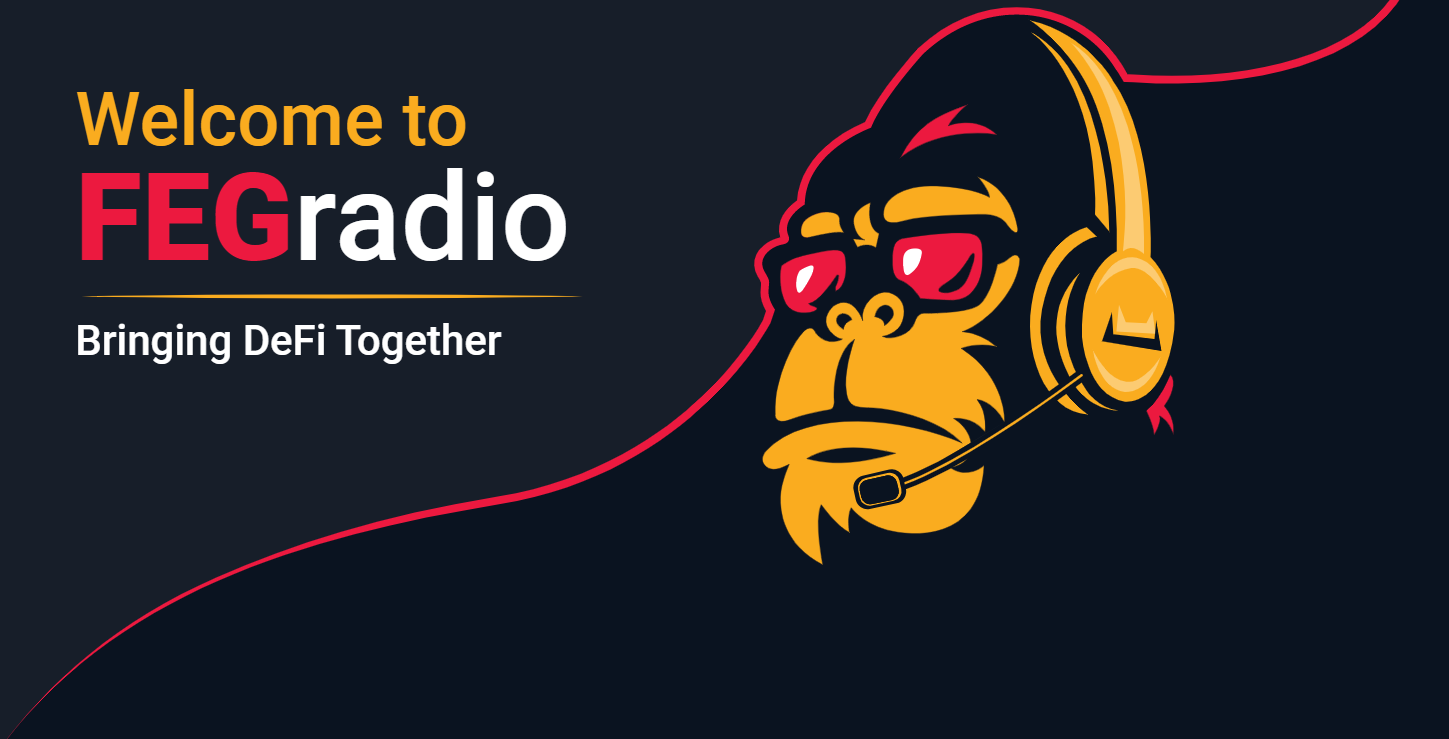 Welcome to
FEGradio
Bringing DeFi Together